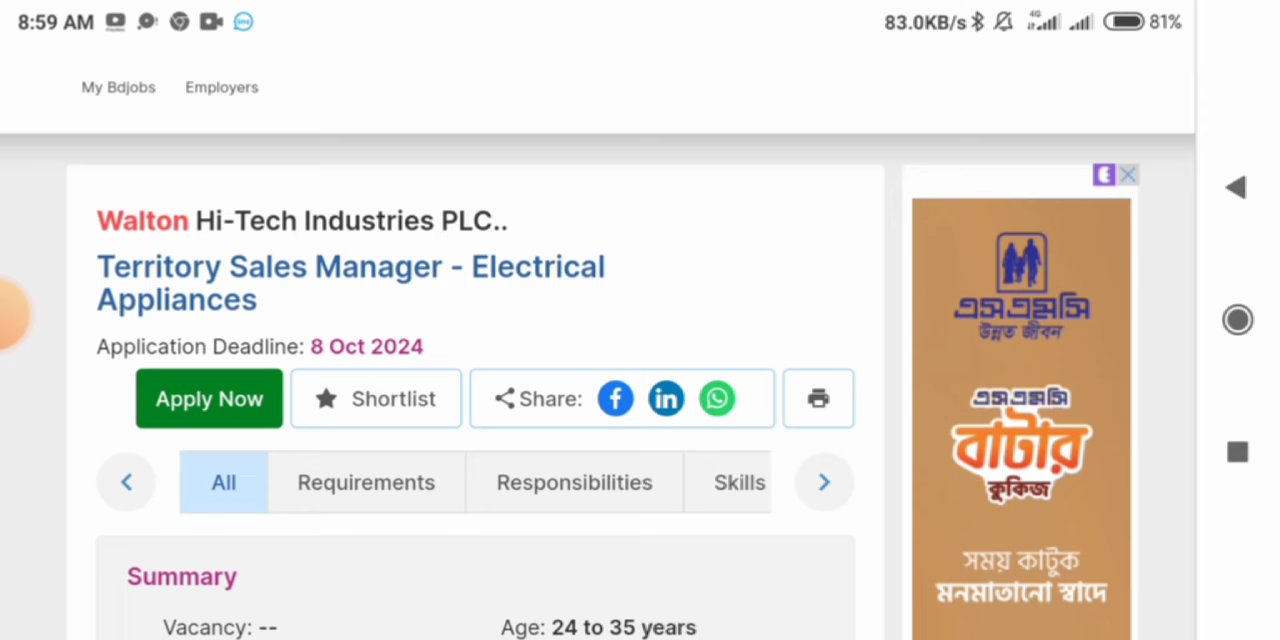 8:59 AM
83.0KB/s
4G
81%
My Bdjobs
Employers
Walton Hi-Tech Industries PLC..
Territory Sales Manager - Electrical
Appliances
Application Deadline: 8 Oct 2024
Apply Now
Shortlist
Share:
All
Requirements
Responsibilities
Skills
Summary
Vacancy: --
Age: 24 to 35 years
এসএমসি
উন্নত জীবন
এসএমসি
বাটার
কুকিজ
সময় কাটুক
মনমাতানো স্বাদে